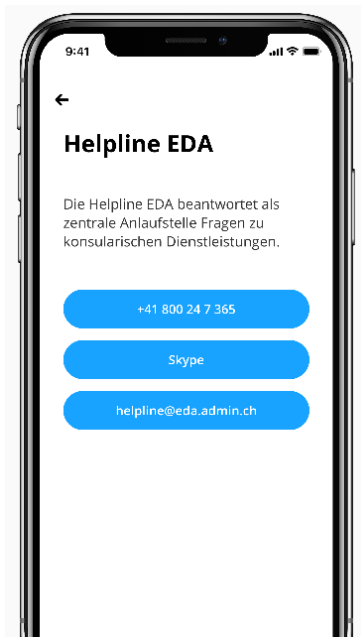 9:41
Helpline EDA
Die Helpline EDA beantwortet als
zentrale Anlaufstelle Fragen zu
konsularischen Dienstleistungen.
+41 800 24 7 365
Skype
helpline@eda.admin.ch